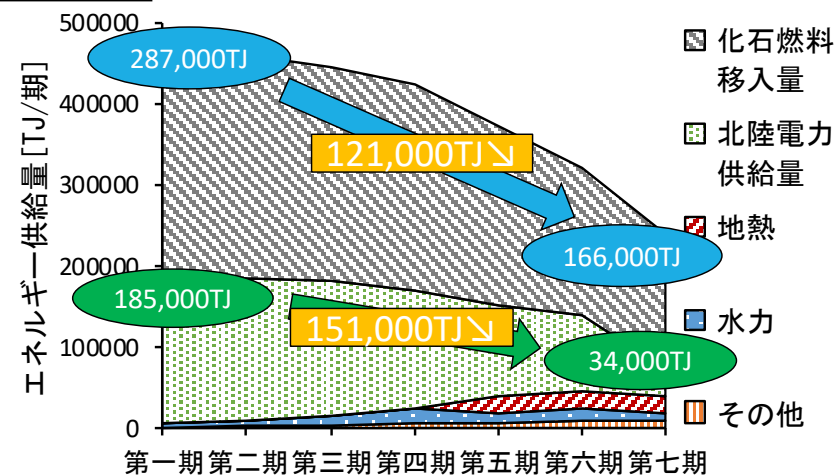 エネルギー供給量[TJ/期]
500000
400000
300000
200000
100000
0
287,000TJ
121,000TJ↘
166,000TJ
185,000TJ
151,000TJ↘
34,000TJ
第一期 第二期 第三期 第四期 第五期 第六期 第七期
化石燃料
移入量
北陸電力
供給量
地熱
水力
その他